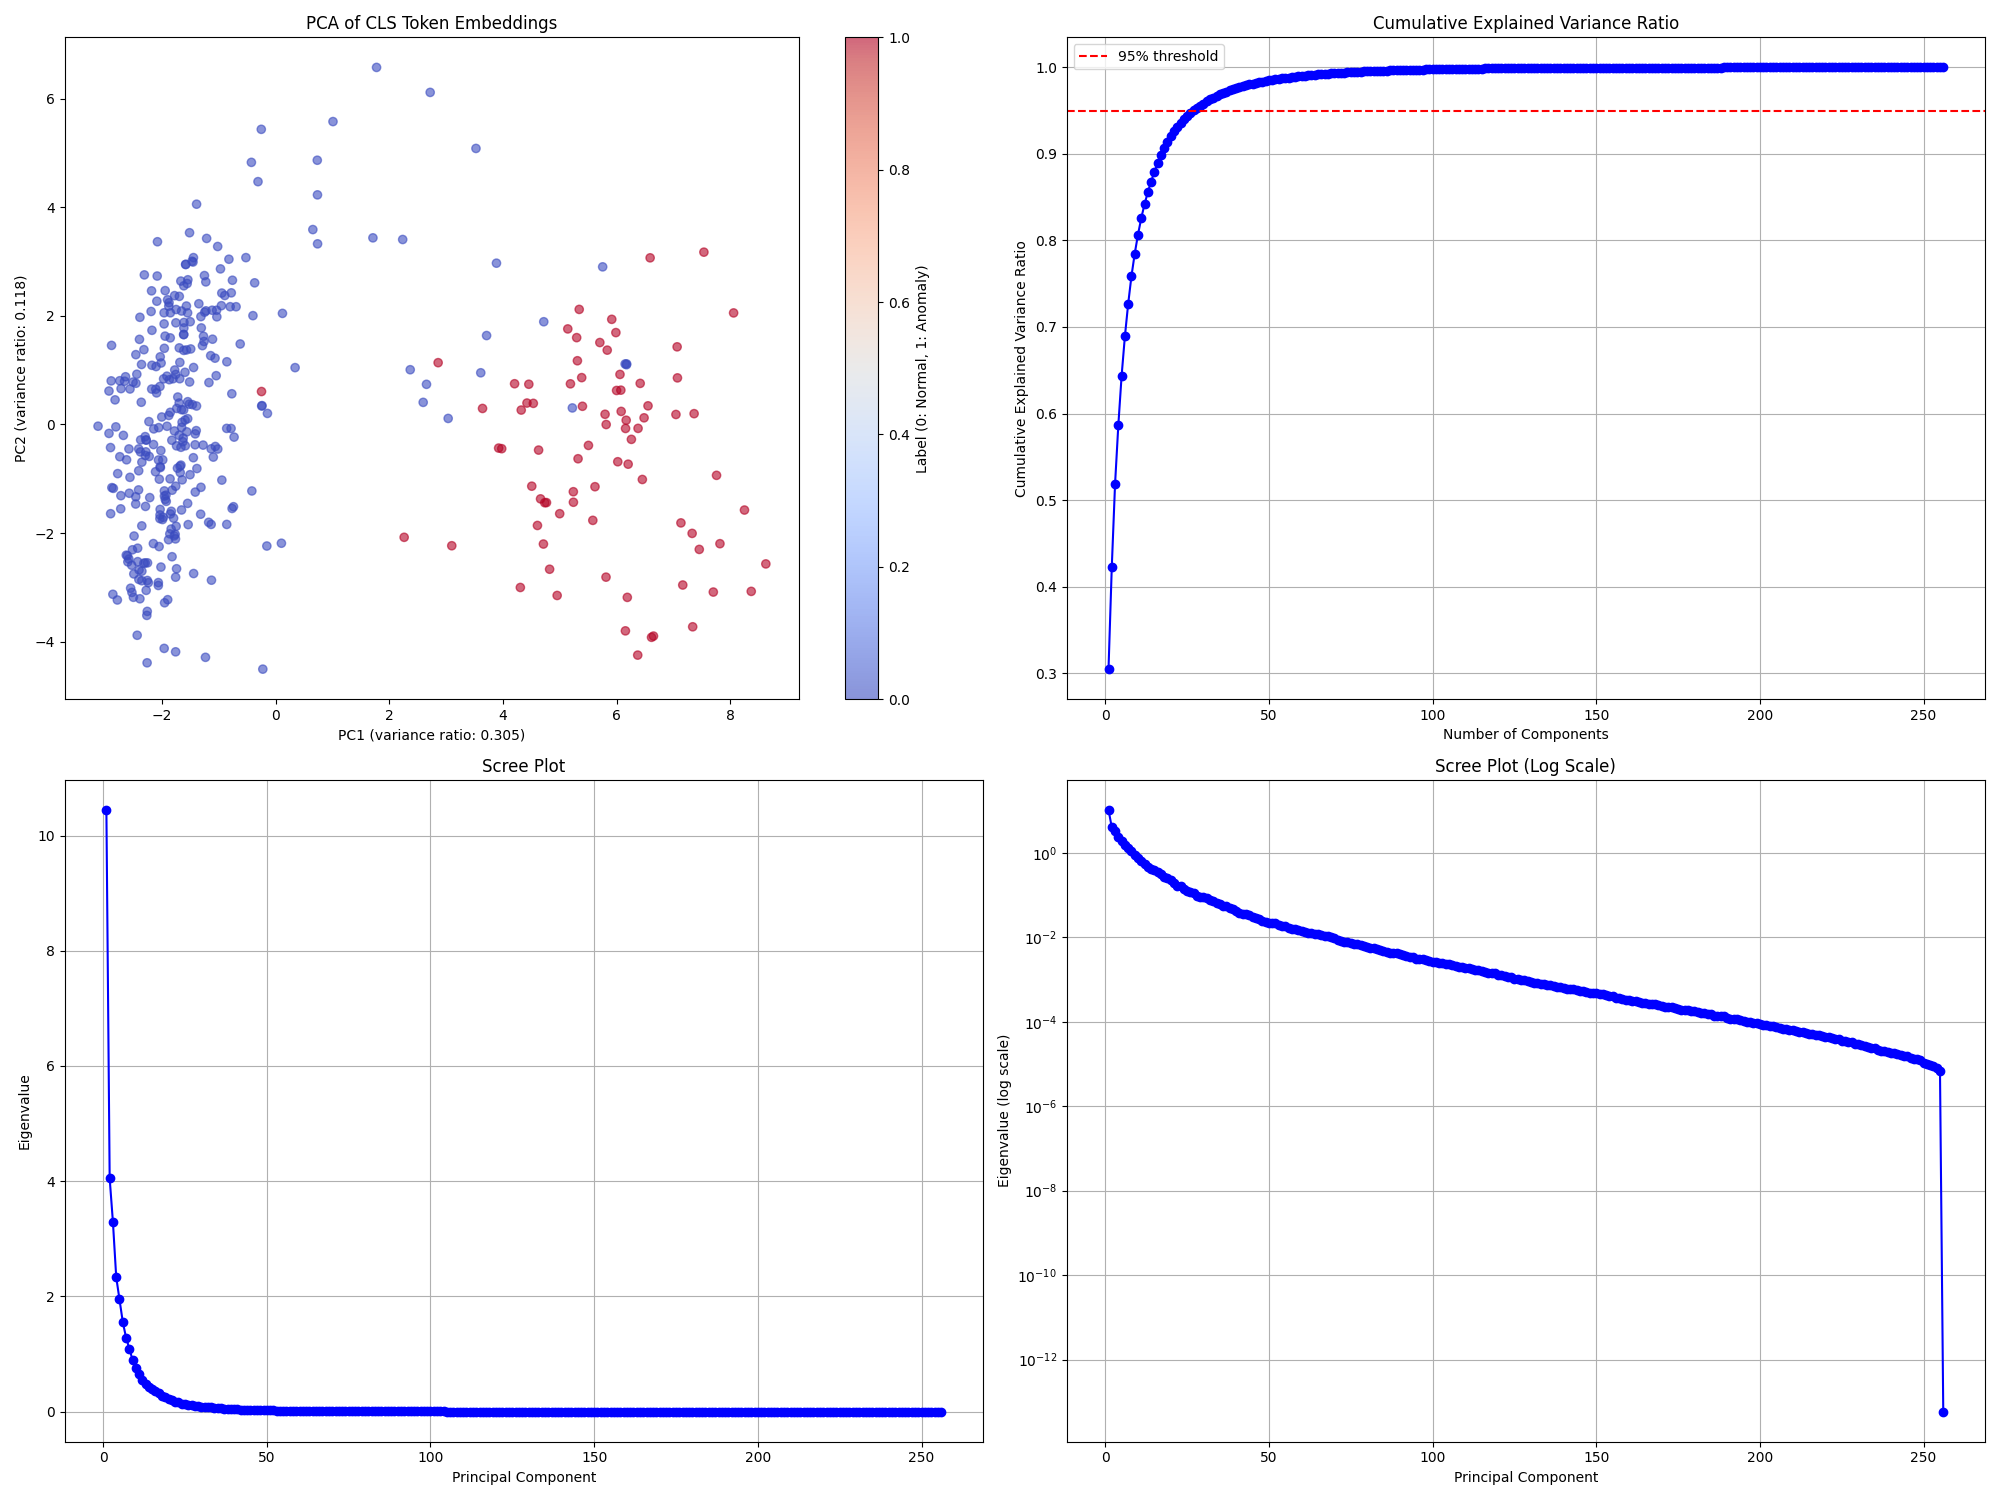 PCA of CLS Token Embeddings
6
4
2
0
−2
−4
PC2 (variance ratio: 0.118)
−2 0 2 4 6 8
PC1 (variance ratio: 0.305)
1.0
0.8
0.6
0.4
0.2
0.0
Label (0: Normal, 1: Anomaly)
Cumulative Explained Variance Ratio
95% threshold
1.0
0.9
0.8
0.7
0.6
0.5
0.4
0.3
Cumulative Explained Variance Ratio
0 50 100 150 200 250
Number of Components
Scree Plot
10
8
6
4
2
0
Eigenvalue
0 50 100 150 200 250
Principal Component
Scree Plot (Log Scale)
10⁰
10⁻²
10⁻⁴
10⁻⁶
10⁻⁸
10⁻¹⁰
10⁻¹²
Eigenvalue (log scale)
0 50 100 150 200 250
Principal Component